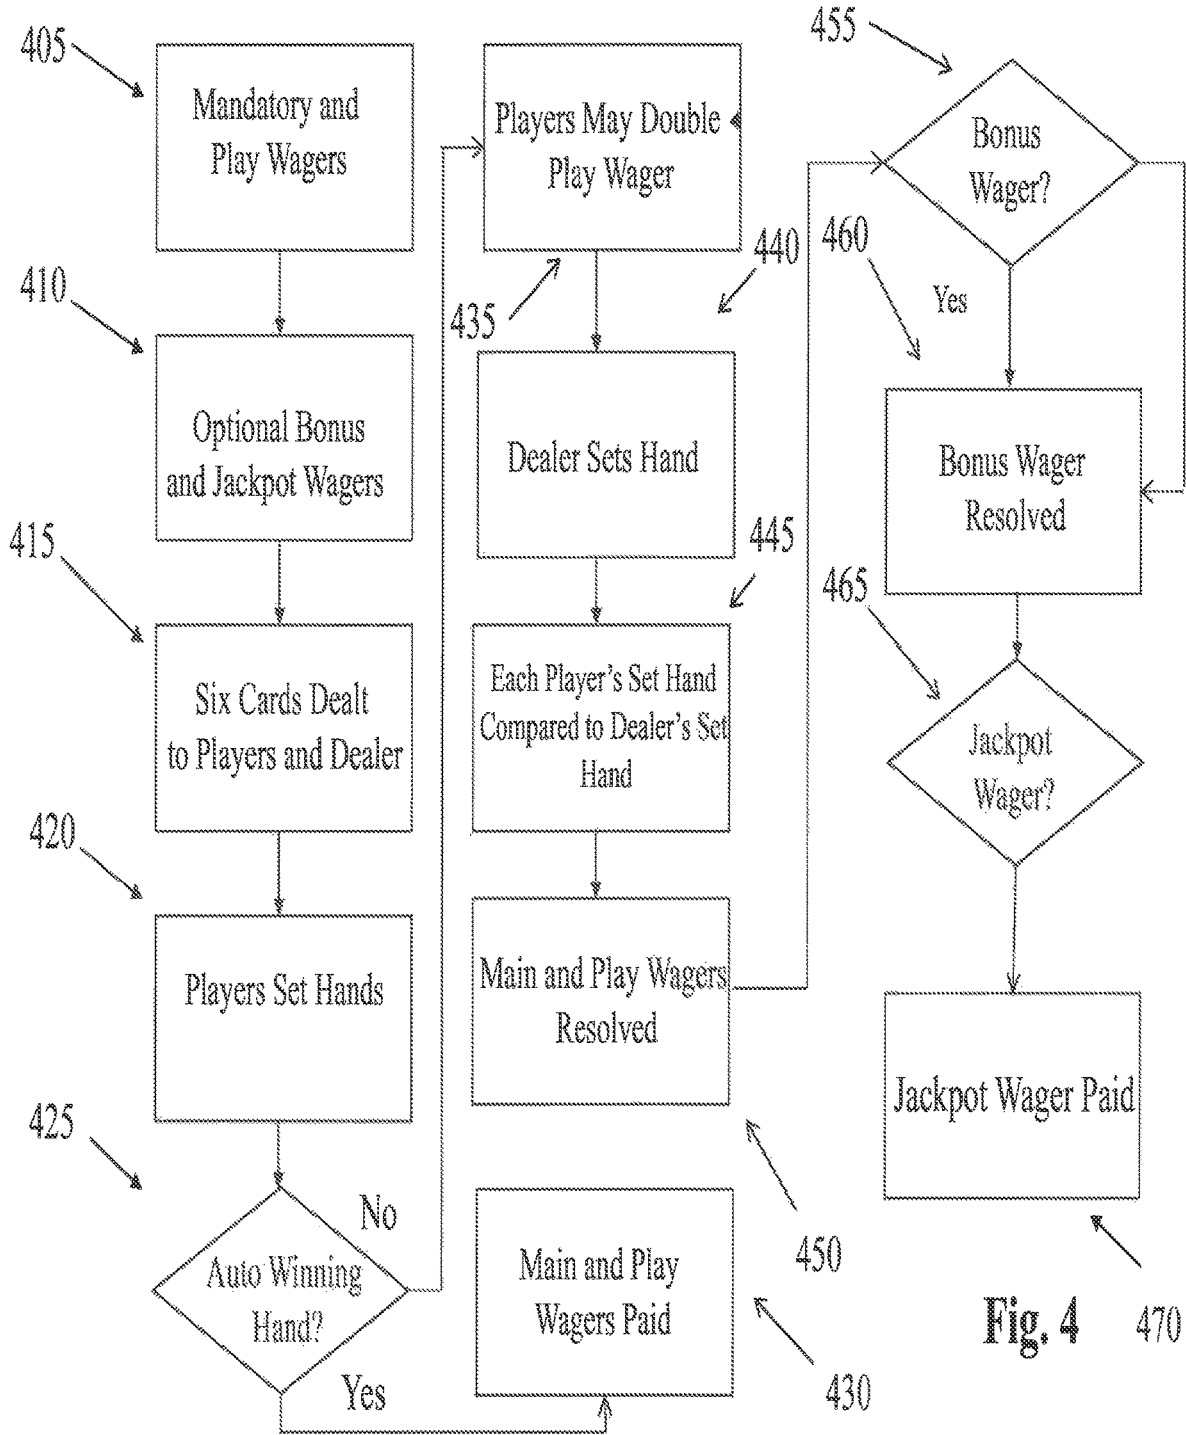 405
Mandatory and
Play Wagers
410
Optional Bonus
and Jackpot Wagers
415
Six Cards Dealt
to Players and Dealer
420
Players Set Hands
425
Auto Winning
Hand?
No
Yes
Players May Double
Play Wager
435
440
Dealer Sets Hand
445
Each Player's Set Hand
Compared to Dealer's Set
Hand
Main and Play Wagers
Resolved
450
Main and Play
Wagers Paid
430
455
Bonus
Wager?
460
Yes
Bonus Wager
Resolved
465
Jackpot
Wager?
Jackpot Wager Paid
470
Fig. 4